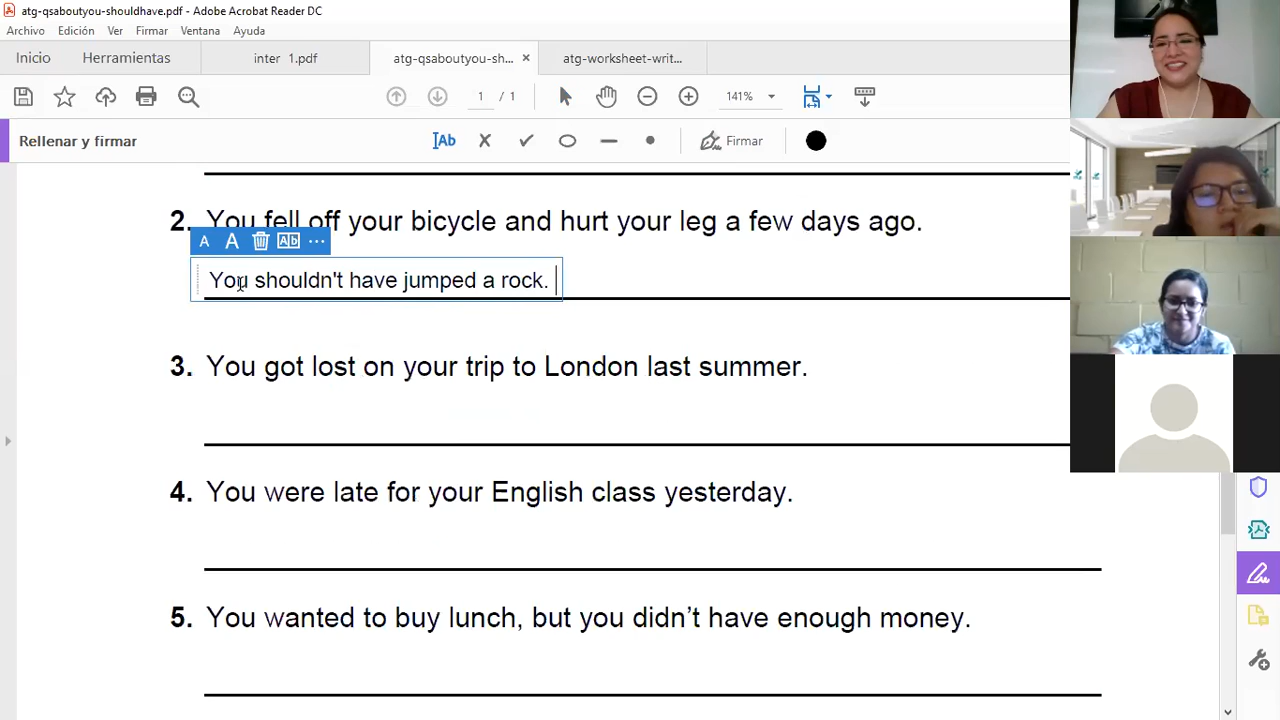 atg-qsaboutyou-shouldhave.pdf - Adobe Acrobat Reader DC
Archivo Edición Ver Firmar Ventana Ayuda
Inicio Herramientas inter 1.pdf atg-qsaboutyou-sh... × atg-worksheet-writ...
1 / 1 141%
Rellenar y firmar Ab Firmar
2. You fell off your bicycle and hurt your leg a few days ago.
A A Ab ...
You shouldn't have jumped a rock.
3. You got lost on your trip to London last summer.
4. You were late for your English class yesterday.
5. You wanted to buy lunch, but you didn’t have enough money.